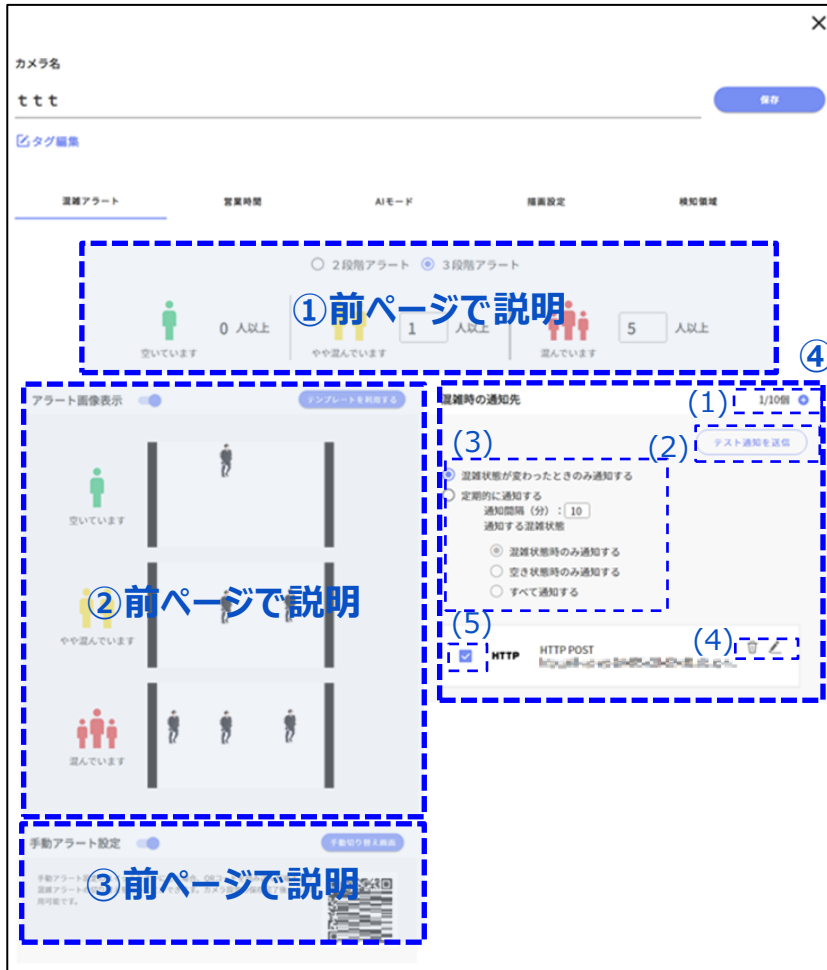 ×
カメラ名
ttt
保存
タグ編集
混雑アラート 営業時間 AIモード 描画設定 検知領域
2段階アラート 3段階アラート
①前ページで説明
0 人以上 1 人以上 5 人以上
空いています やや混んでいます 混んでいます
④
アラート画像表示 テンプレートを利用する
空いています
②前ページで説明
やや混んでいます
混んでいます
手動アラート設定 手動切り替え画面
③前ページで説明
用可能です。
混雑時の通知先 (1) 1/10個
(2) テスト通知を送信
(3)
混雑状態が変わったときのみ通知する
定期的に通知する
通知間隔（分）：10
通知する混雑状態
混雑状態時のみ通知する
空き状態時のみ通知する
すべて通知する
(5) (4)
HTTP HTTP POST